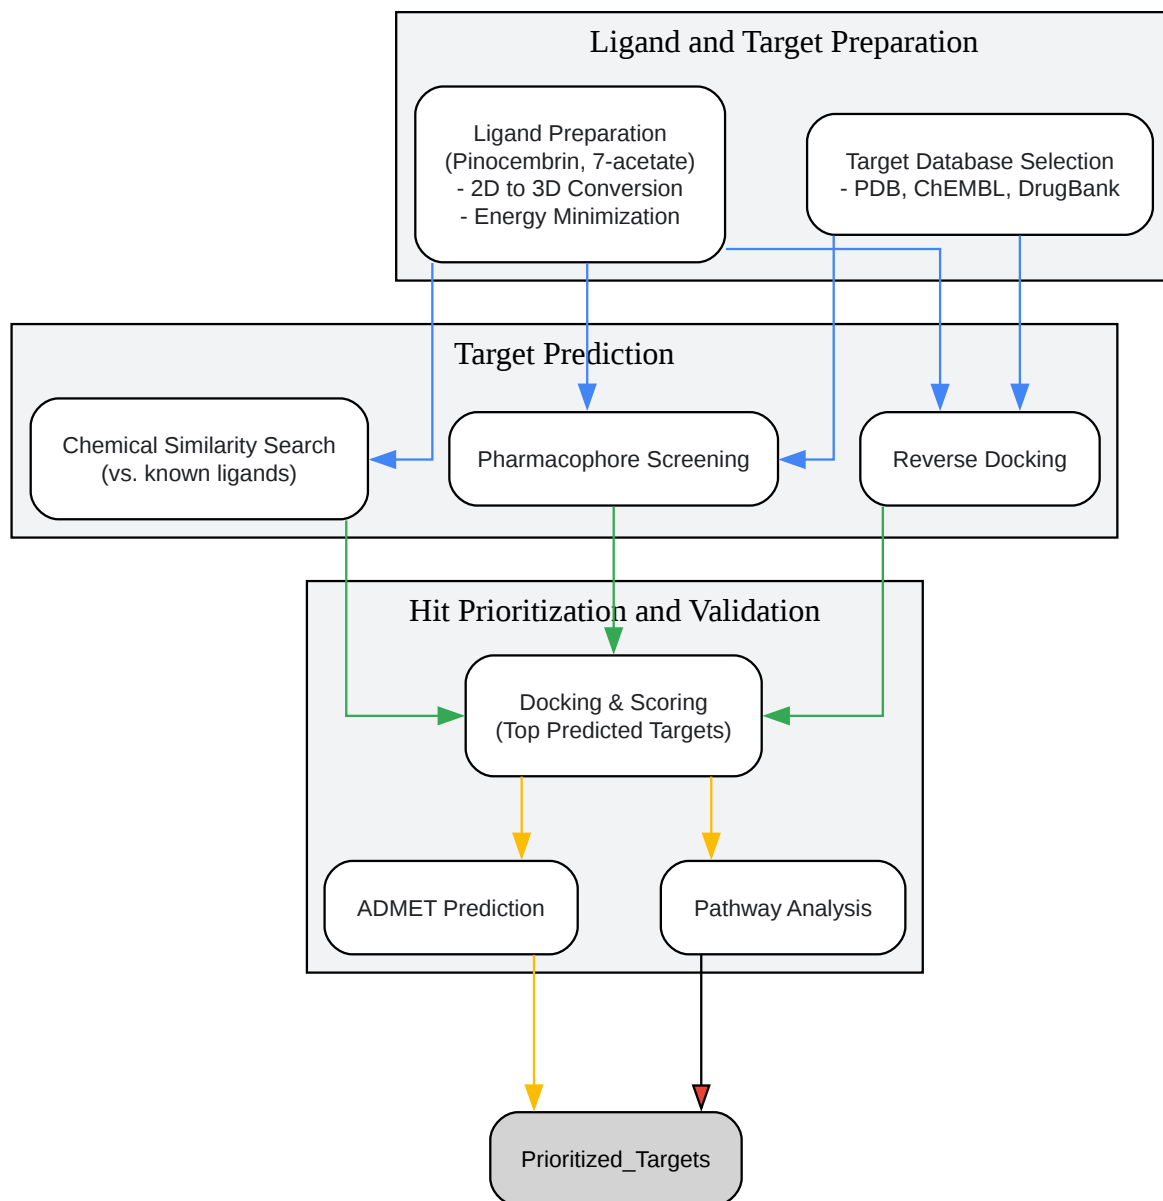 Ligand and Target Preparation
Ligand Preparation
(Pinocembrin, 7-acetate)
- 2D to 3D Conversion
- Energy Minimization
Target Database Selection
- PDB, ChEMBL, DrugBank
Target Prediction
Chemical Similarity Search
(vs. known ligands)
Pharmacophore Screening
Reverse Docking
Hit Prioritization and Validation
Docking & Scoring
(Top Predicted Targets)
ADMET Prediction
Pathway Analysis
Prioritized_Targets